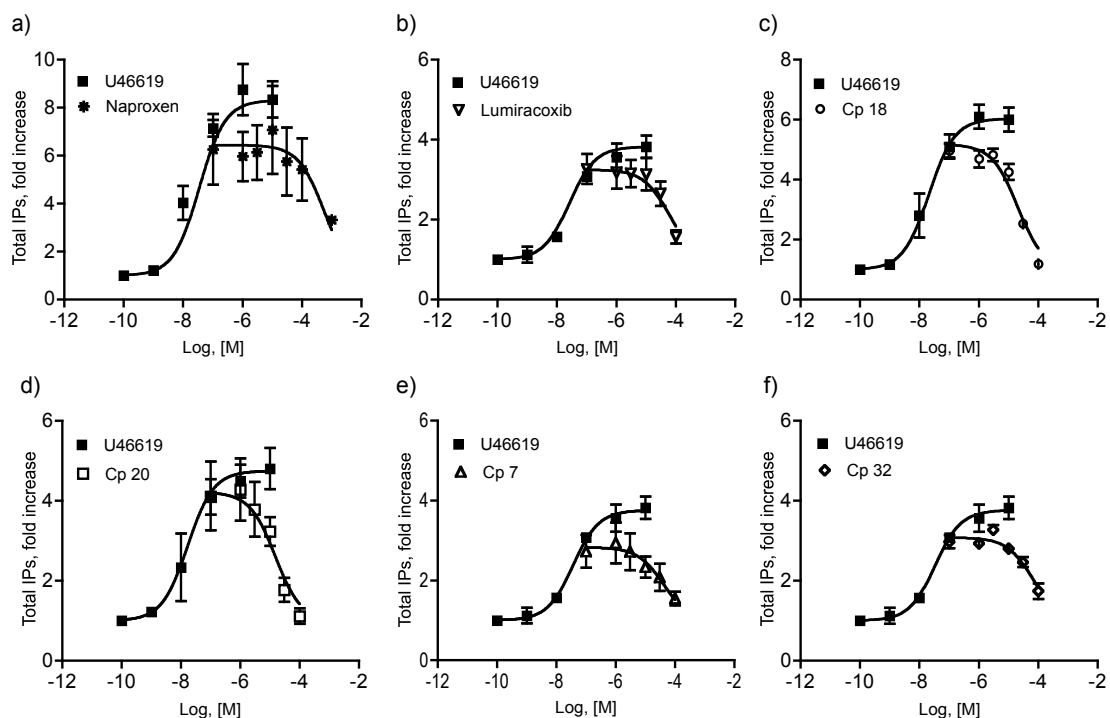 a)
U46619
Naproxen
Total IPs, fold increase
10
8
6
4
2
0
-12 -10 -8 -6 -4 -2
Log, [M]
b)
U46619
Lumiracoxib
Total IPs, fold increase
6
4
2
0
-12 -10 -8 -6 -4 -2
Log, [M]
c)
U46619
Cp 18
Total IPs, fold increase
8
6
4
2
0
-12 -10 -8 -6 -4 -2
Log, [M]
d)
U46619
Cp 20
Total IPs, fold increase
6
4
2
0
-12 -10 -8 -6 -4 -2
Log, [M]
e)
U46619
Cp 7
Total IPs, fold increase
6
4
2
0
-12 -10 -8 -6 -4 -2
Log, [M]
f)
U46619
Cp 32
Total IPs, fold increase
6
4
2
0
-12 -10 -8 -6 -4 -2
Log, [M]